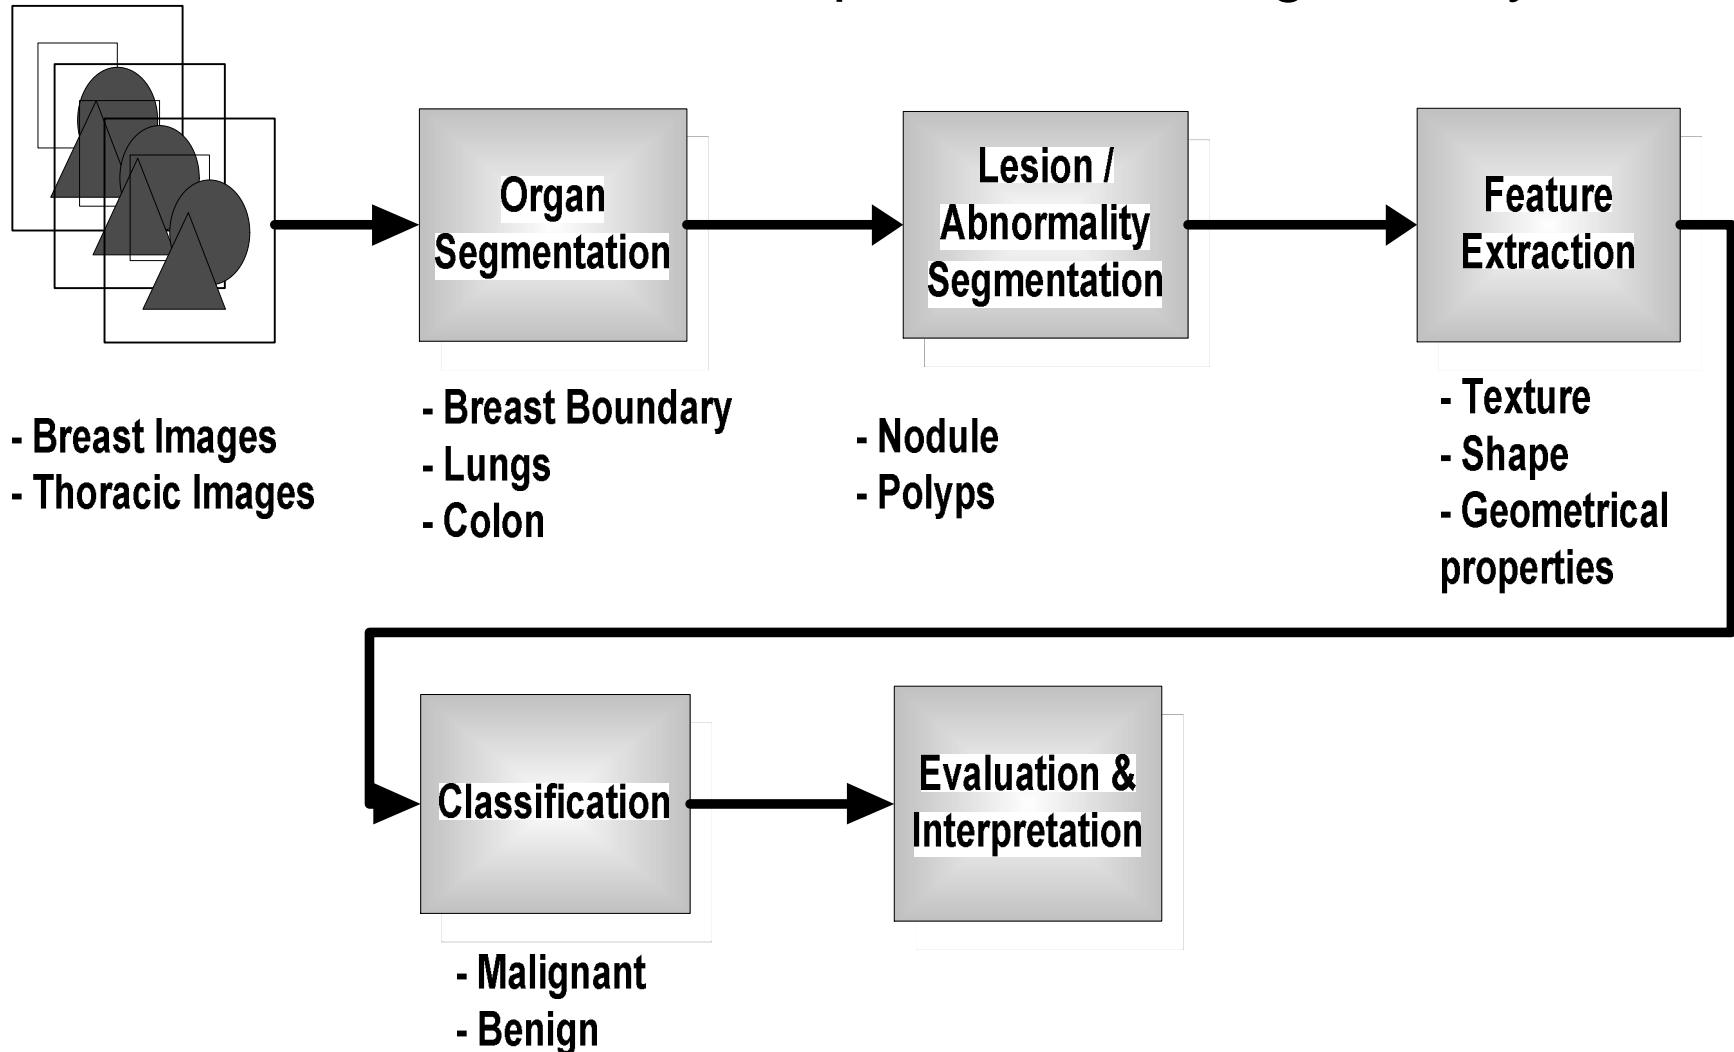 Organ
Segmentation
Lesion /
Abnormality
Segmentation
Feature
Extraction
- Breast Images
- Thoracic Images
- Breast Boundary
- Lungs
- Colon
- Nodule
- Polyps
- Texture
- Shape
- Geometrical
properties
Classification
Evaluation &
Interpretation
- Malignant
- Benign